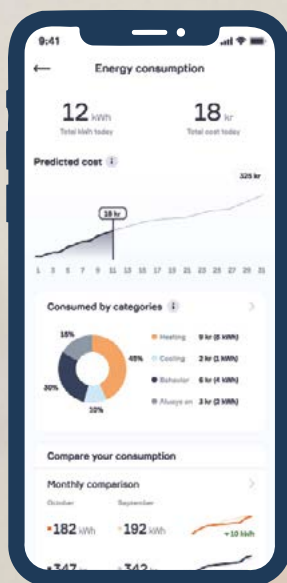 9:41
Energy consumption
12 kWh 18 kr
Total kWh today Total cost today
Predicted cost i
325 kr
18 kr
1 3 5 7 9 11 13 15 17 19 21 23 25 27 29 31
Consumed by categories i
15%
45%
30%
10%
Heating 9 kr (5 kWh)
Cooling 2 kr (1 kWh)
Behavior 6 kr (4 kWh)
Always on 3 kr (2 kWh)
Compare your consumption
Monthly comparison
October September
182 kWh 192 kWh
10 kWh
347 342